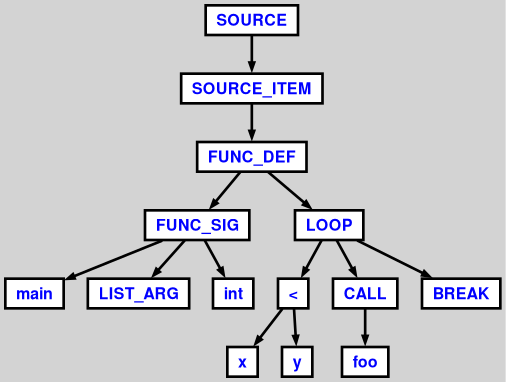 SOURCE
SOURCE_ITEM
FUNC_DEF
FUNC_SIG LOOP
main LIST_ARG int < CALL BREAK
x y foo